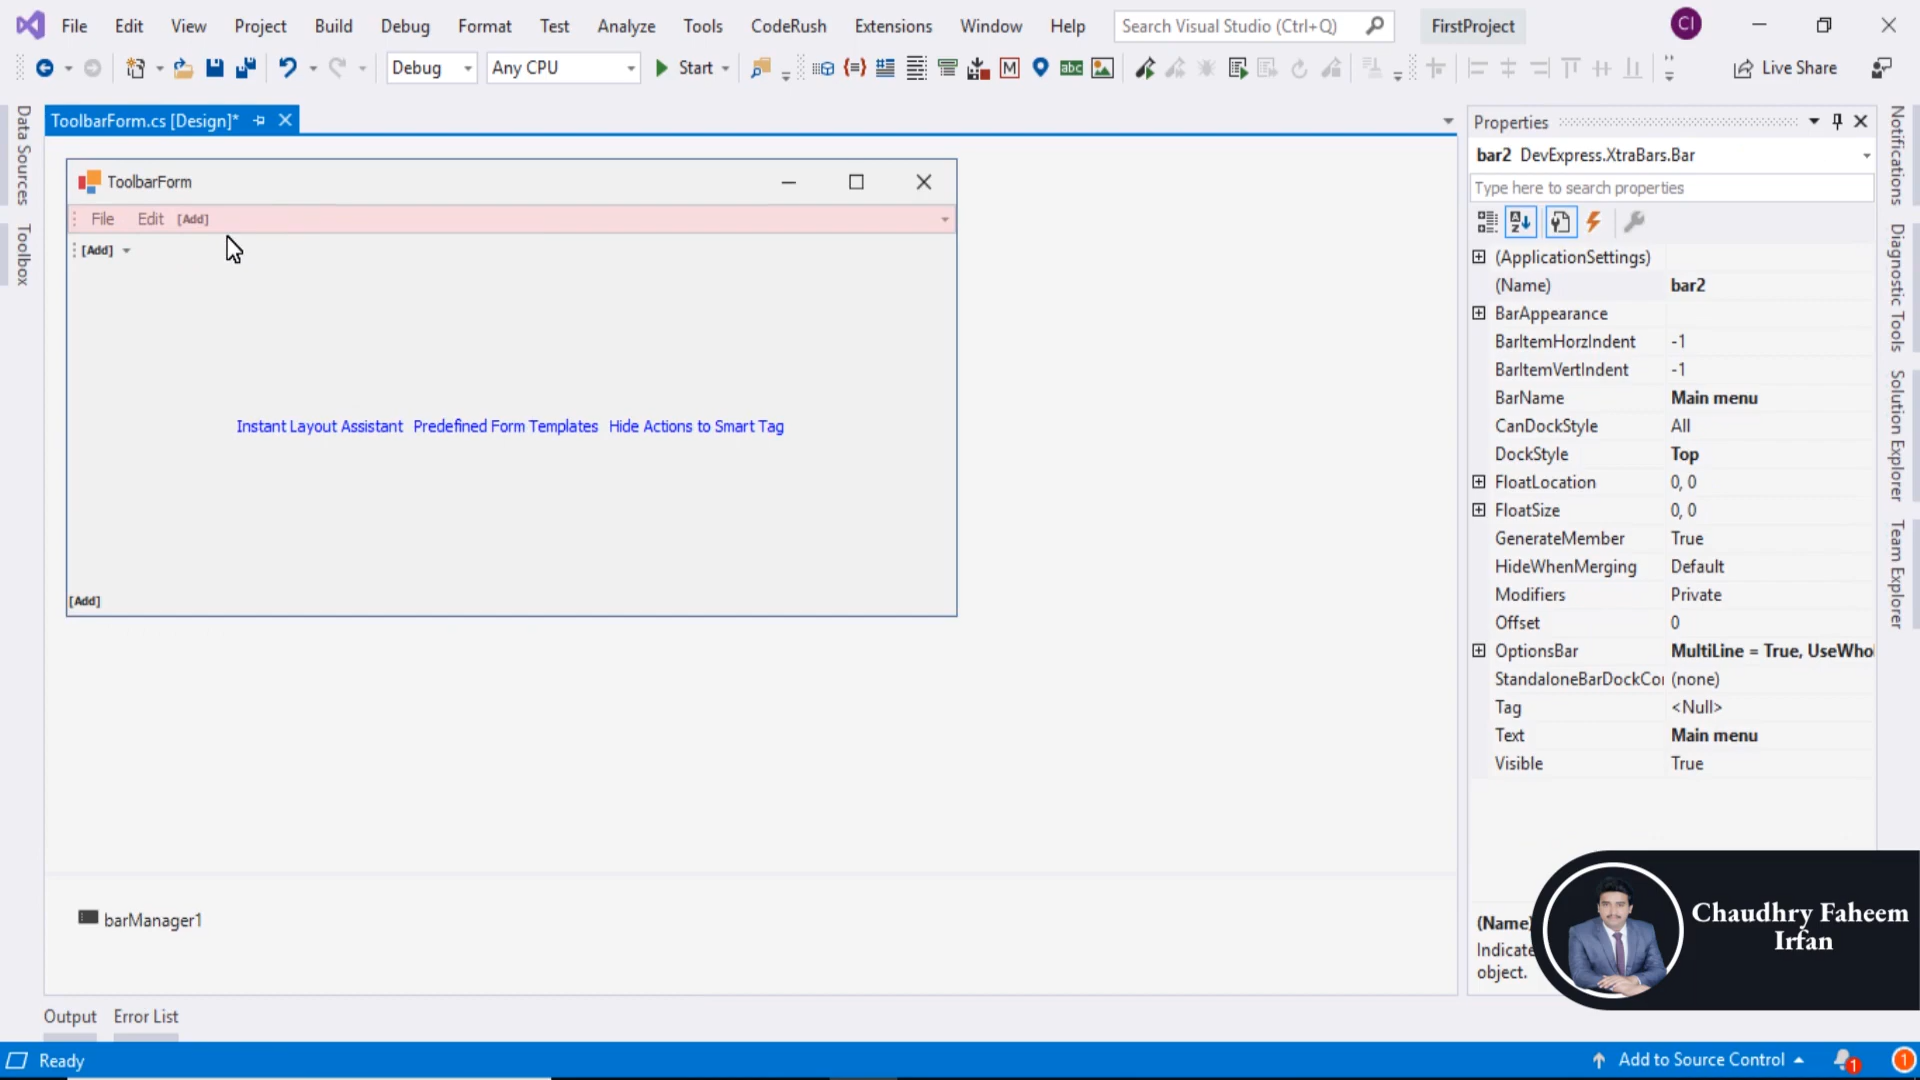 File Edit View Project Build Debug Format Test Analyze Tools CodeRush Extensions Window Help Search Visual Studio (Ctrl+Q) FirstProject CI
Debug Any CPU Start M abc Live Share
Data Sources
Toolbox
ToolbarForm.cs [Design]*
ToolbarForm
File Edit [Add]
[Add]
Instant Layout Assistant Predefined Form Templates Hide Actions to Smart Tag
[Add]
barManager1
Properties
bar2 DevExpress.XtraBars.Bar
Type here to search properties
(ApplicationSettings)
(Name) bar2
BarAppearance
BarItemHorzIndent -1
BarItemVertIndent -1
BarName Main menu
CanDockStyle All
DockStyle Top
FloatLocation 0, 0
FloatSize 0, 0
GenerateMember True
HideWhenMerging Default
Modifiers Private
Offset 0
OptionsBar MultiLine = True, UseWho
StandaloneBarDockCo (none)
Tag <Null>
Text Main menu
Visible True
(Name)
Indicate
object.
Notifications
Diagnostic Tools
Solution Explorer
Team Explorer
Chaudhry Faheem
Irfan
Output Error List
Ready Add to Source Control 1 1